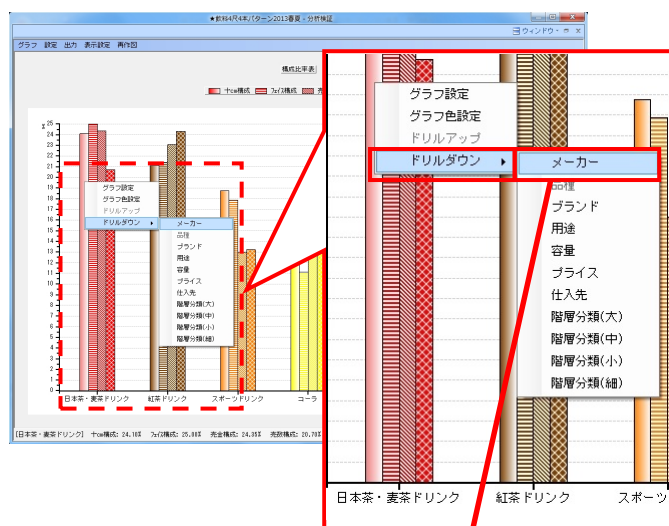 ★飲料4尺4本パターン2013春夏 - 分析検証
ウィンドウ
グラフ 設定 出力 表示設定 再作図
構成比率表
十cm構成 フェイス構成 売
%
25
24
23
22
21
20
19
18
17
16
15
14
13
12
11
10
9
8
7
6
5
4
3
2
1
0
グラフ設定
グラフ色設定
ドリルアップ
ドリルダウン
メーカー
品種
ブランド
用途
容量
プライス
仕入先
階層分類(大)
階層分類(中)
階層分類(小)
階層分類(細)
日本茶・麦茶ドリンク 紅茶ドリンク スポーツドリンク コーラ
[日本茶・麦茶ドリンク] 十cm構成: 24.10% フェイス構成: 25.00% 売金構成: 24.35% 売数構成: 20.70%
グラフ設定
グラフ色設定
ドリルアップ
ドリルダウン
メーカー
品種
ブランド
用途
容量
プライス
仕入先
階層分類(大)
階層分類(中)
階層分類(小)
階層分類(細)
日本茶・麦茶ドリンク 紅茶ドリンク スポーツ